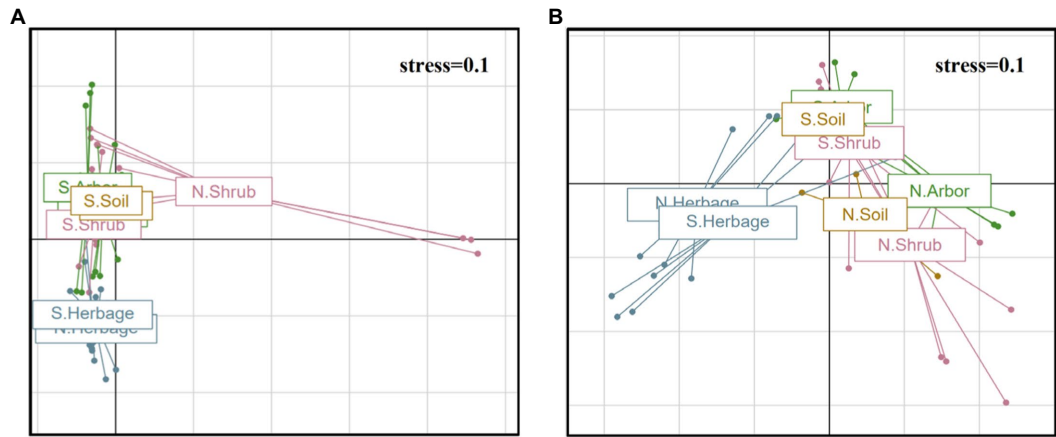 A
stress=0.1
N.Shrub
S.Arbor
S.Soil
S.Shrub
S.Herbage
N.Herbage
B
stress=0.1
S.Arbor
S.Soil
S.Shrub
N.Arbor
N.Herbage
S.Herbage
N.Soil
N.Shrub